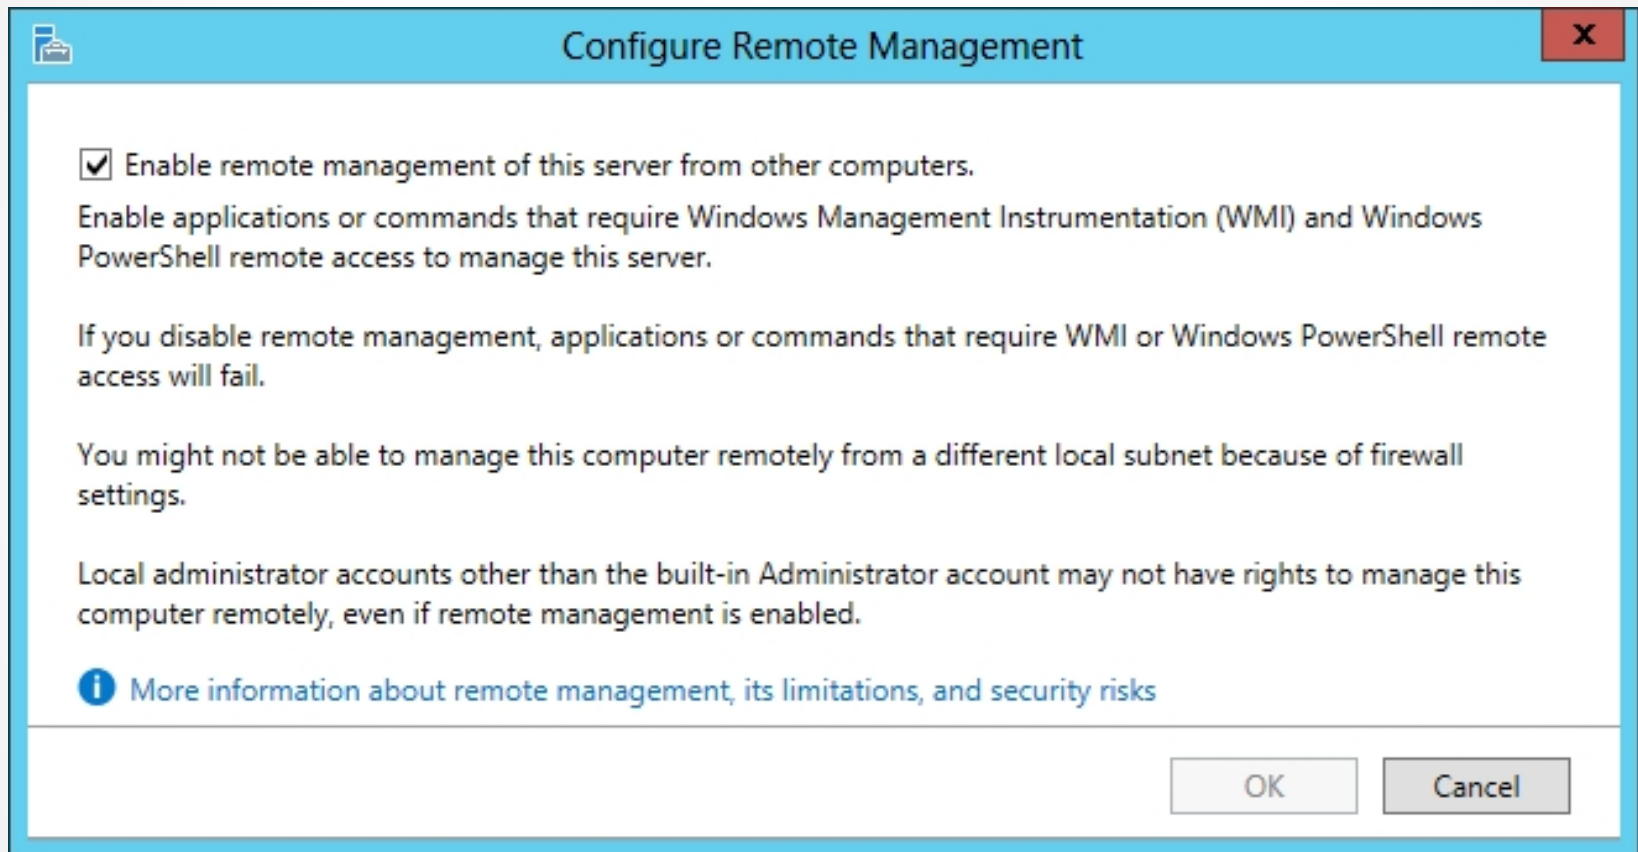 Configure Remote Management
x
Enable remote management of this server from other computers.
Enable applications or commands that require Windows Management Instrumentation (WMI) and Windows
PowerShell remote access to manage this server.
If you disable remote management, applications or commands that require WMI or Windows PowerShell remote
access will fail.
You might not be able to manage this computer remotely from a different local subnet because of firewall
settings.
Local administrator accounts other than the built-in Administrator account may not have rights to manage this
computer remotely, even if remote management is enabled.
i More information about remote management, its limitations, and security risks
OK Cancel